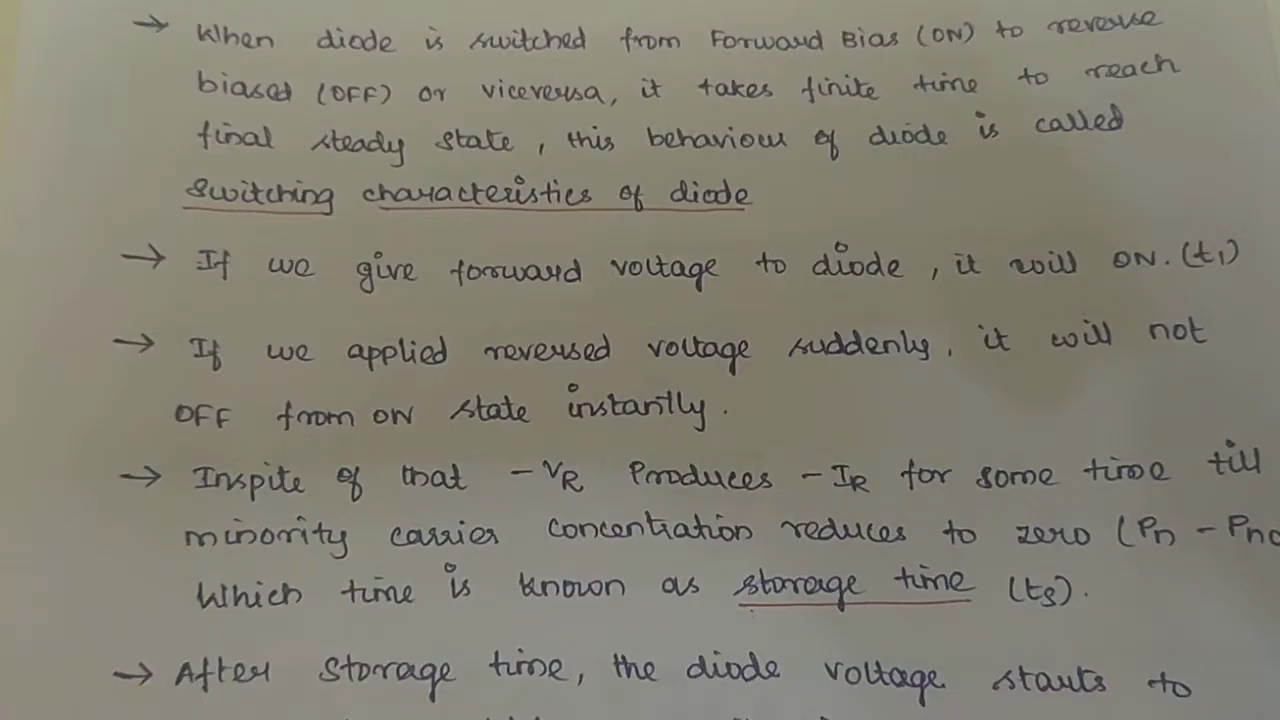 → When diode is switched from Forward Bias (ON) to reverse
biased (OFF) or viceversa, it takes finite time to reach
final steady state, this behaviour of diode is called
switching characteristics of diode
→ If we give forward voltage to diode, it will ON. (t1)
→ If we applied reversed voltage suddenly, it will not
OFF from ON state instantly.
→ Inspite of that -VR Produces -IR for some time till
minority carrier concentration reduces to zero (Pn - Pno
which time is known as storage time (ts).
→ After storage time, the diode voltage starts to